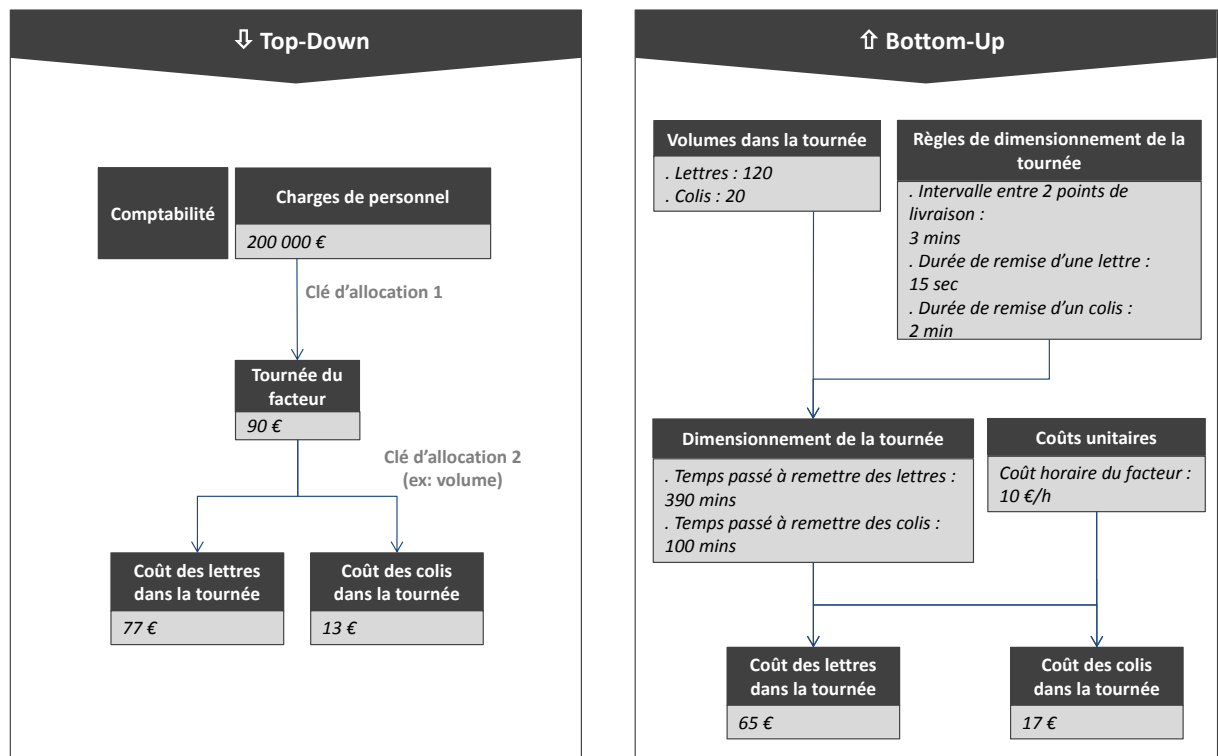 ⇩ Top-Down
Comptabilité
Charges de personnel
200 000 €
Clé d’allocation 1
Tournée du
facteur
90 €
Clé d’allocation 2
(ex: volume)
Coût des lettres
dans la tournée
77 €
Coût des colis
dans la tournée
13 €
⇧ Bottom-Up
Volumes dans la tournée
. Lettres : 120
. Colis : 20
Règles de dimensionnement de la
tournée
. Intervalle entre 2 points de
livraison :
3 mins
. Durée de remise d’une lettre :
15 sec
. Durée de remise d’un colis :
2 min
Dimensionnement de la tournée
. Temps passé à remettre des lettres :
390 mins
. Temps passé à remettre des colis :
100 mins
Coûts unitaires
Coût horaire du facteur :
10 €/h
Coût des lettres
dans la tournée
65 €
Coût des colis
dans la tournée
17 €